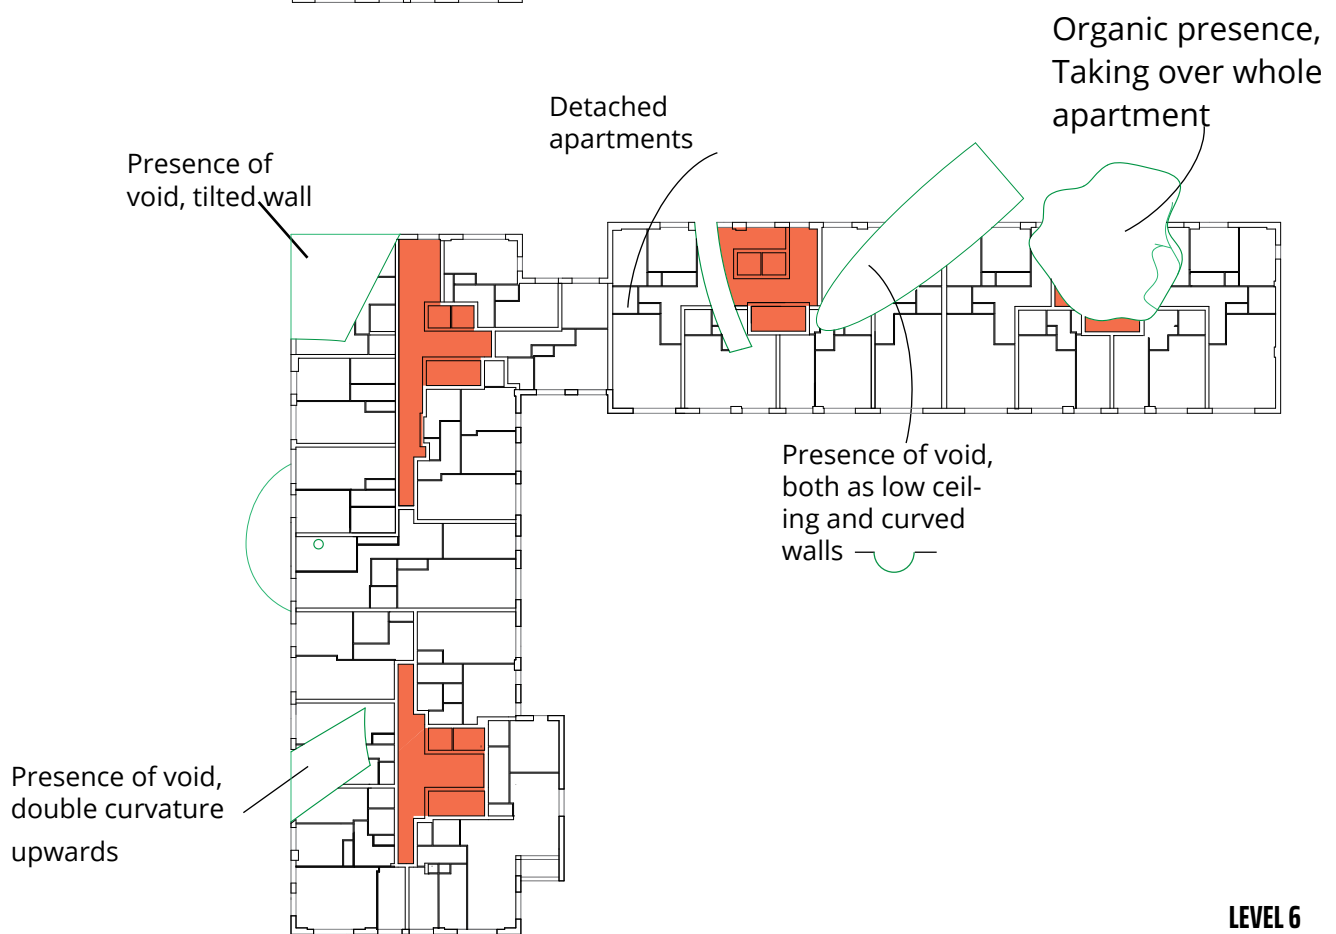 Organic presence,
Taking over whole
apartment
Detached
apartments
Presence of
void, tilted wall
Presence of void,
both as low ceil-
ing and curved
walls
Presence of void,
double curvature
upwards
LEVEL 6